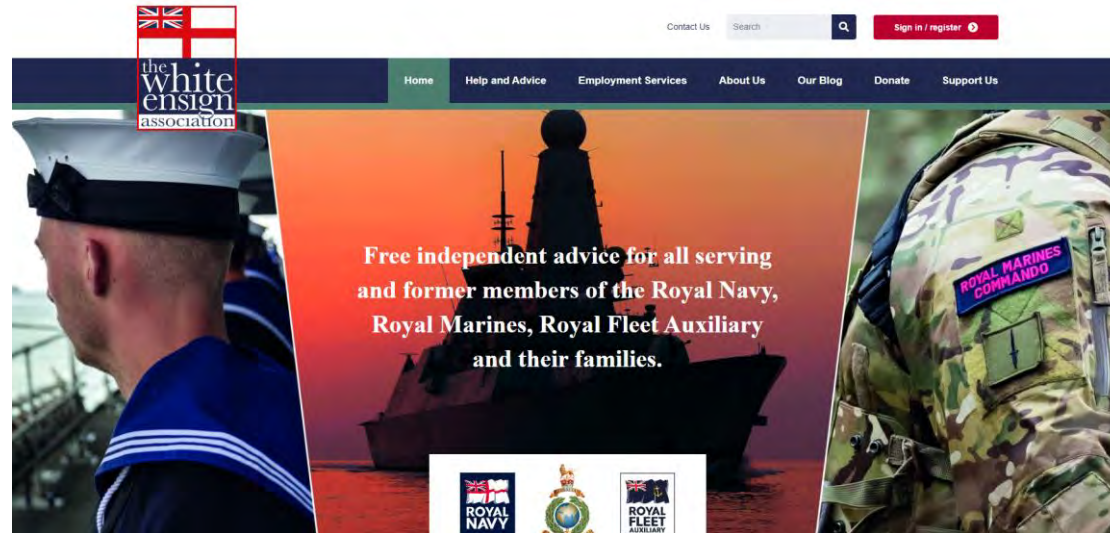 the
white
ensign
association
Contact Us
Search
Sign in / register
Home
Help and Advice
Employment Services
About Us
Our Blog
Donate
Support Us
Free independent advice for all serving
and former members of the Royal Navy,
Royal Marines, Royal Fleet Auxiliary
and their families.
ROYAL MARINES
COMMANDO
ROYAL
NAVY
ROYAL
FLEET
AUXILIARY